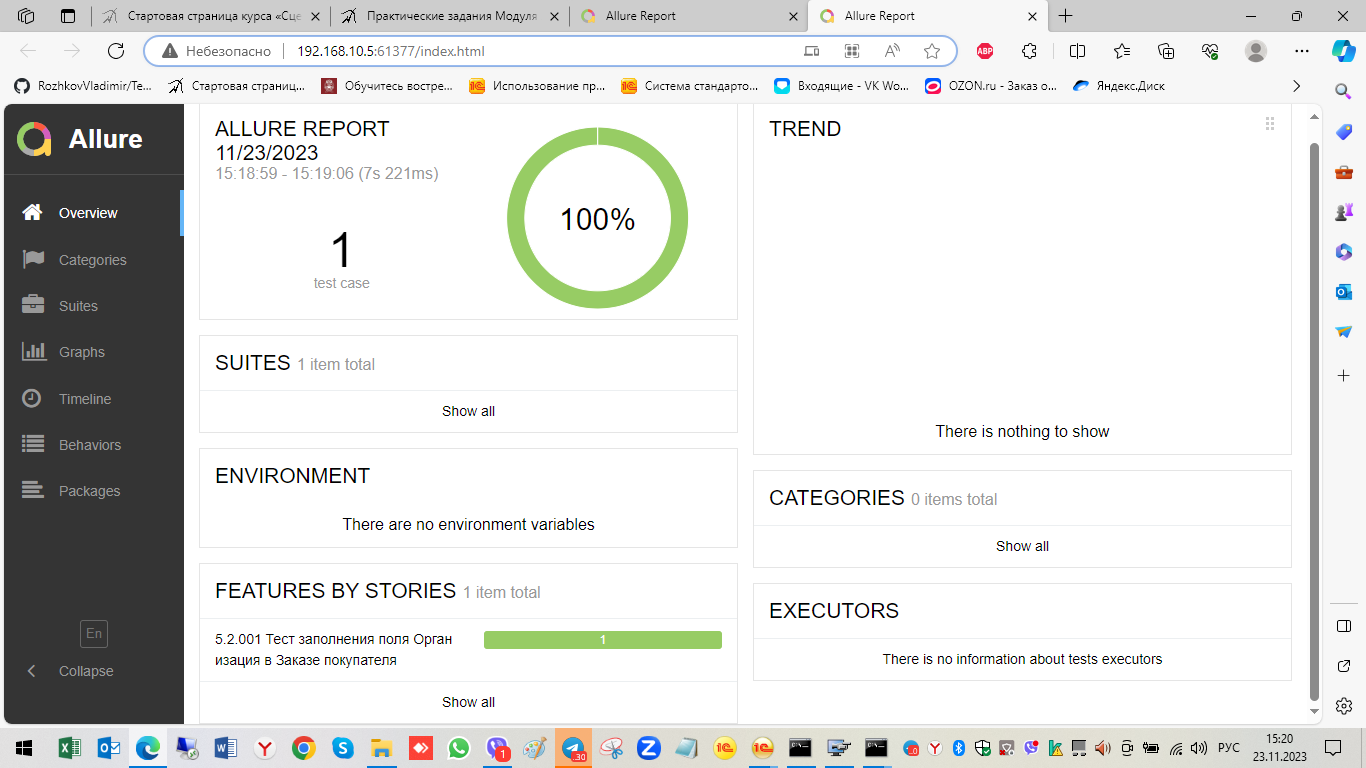 Стартовая страница курса «Сце
Практические задания Модуля
Allure Report
Allure Report
Небезопасно
192.168.10.5:61377/index.html
ABP
RozhkovVladimir/Te...
Стартовая страниц...
Обучитесь востре...
Использование пр...
Система стандарто...
Входящие - VK Wo...
OZON.ru - Заказ о...
Яндекс.Диск
Allure
Overview
Categories
Suites
Graphs
Timeline
Behaviors
Packages
En
Collapse
ALLURE REPORT
11/23/2023
15:18:59 - 15:19:06 (7s 221ms)
1
test case
100%
SUITES 1 item total
Show all
ENVIRONMENT
There are no environment variables
FEATURES BY STORIES 1 item total
5.2.001 Тест заполнения поля Орган
изация в Заказе покупателя
1
Show all
TREND
There is nothing to show
CATEGORIES 0 items total
Show all
EXECUTORS
There is no information about tests executors
1
30
РУС
15:20
23.11.2023